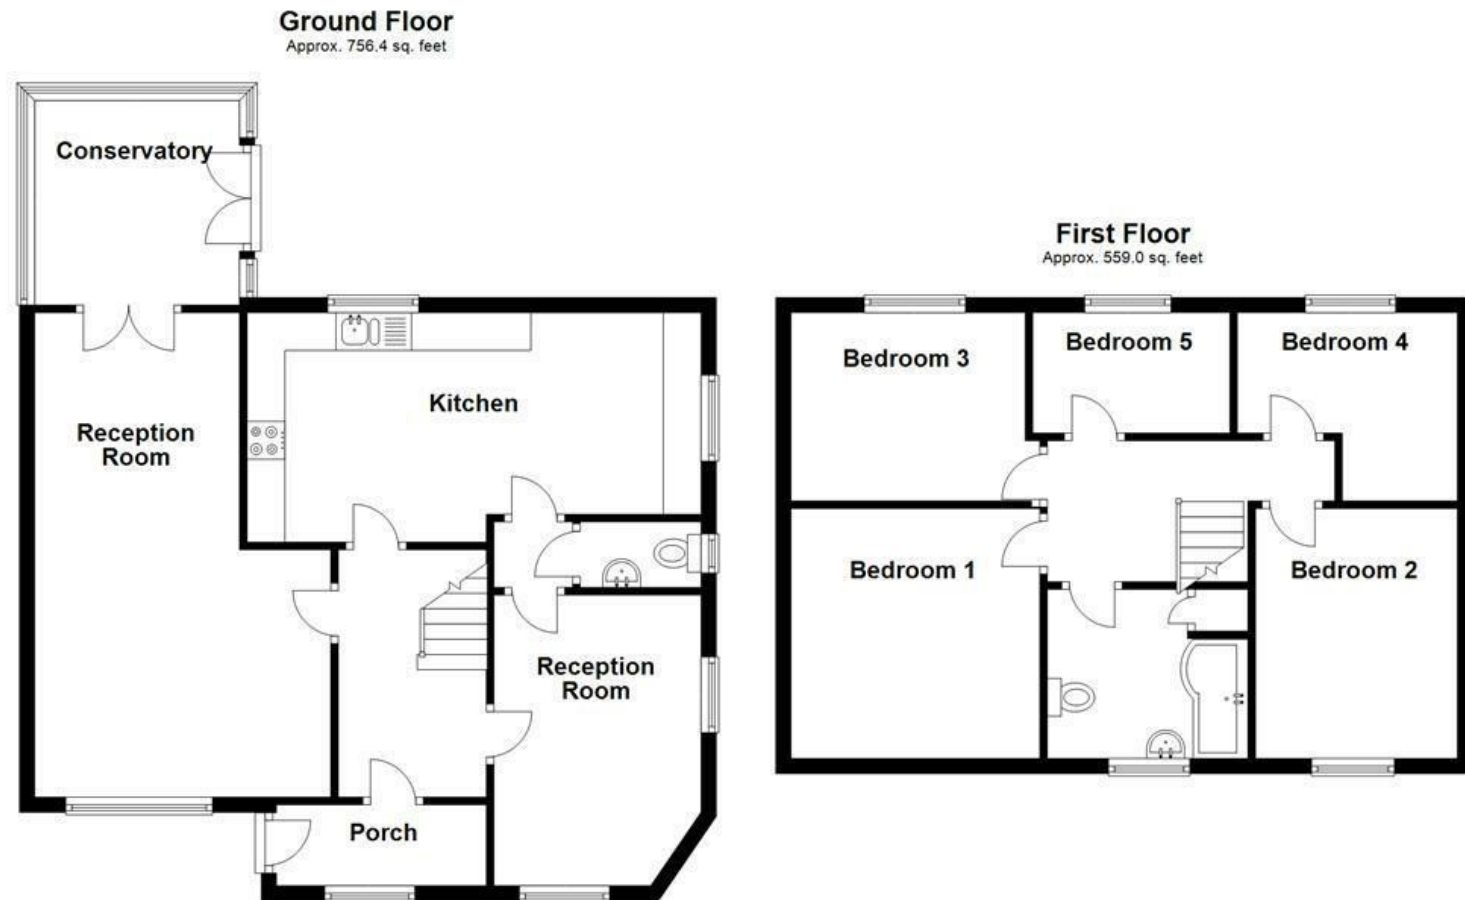 Ground Floor
Approx. 756.4 sq. feet
Conservatory
Kitchen
Reception
Room
Reception
Room
Porch
First Floor
Approx. 559.0 sq. feet
Bedroom 3
Bedroom 5
Bedroom 4
Bedroom 1
Bedroom 2